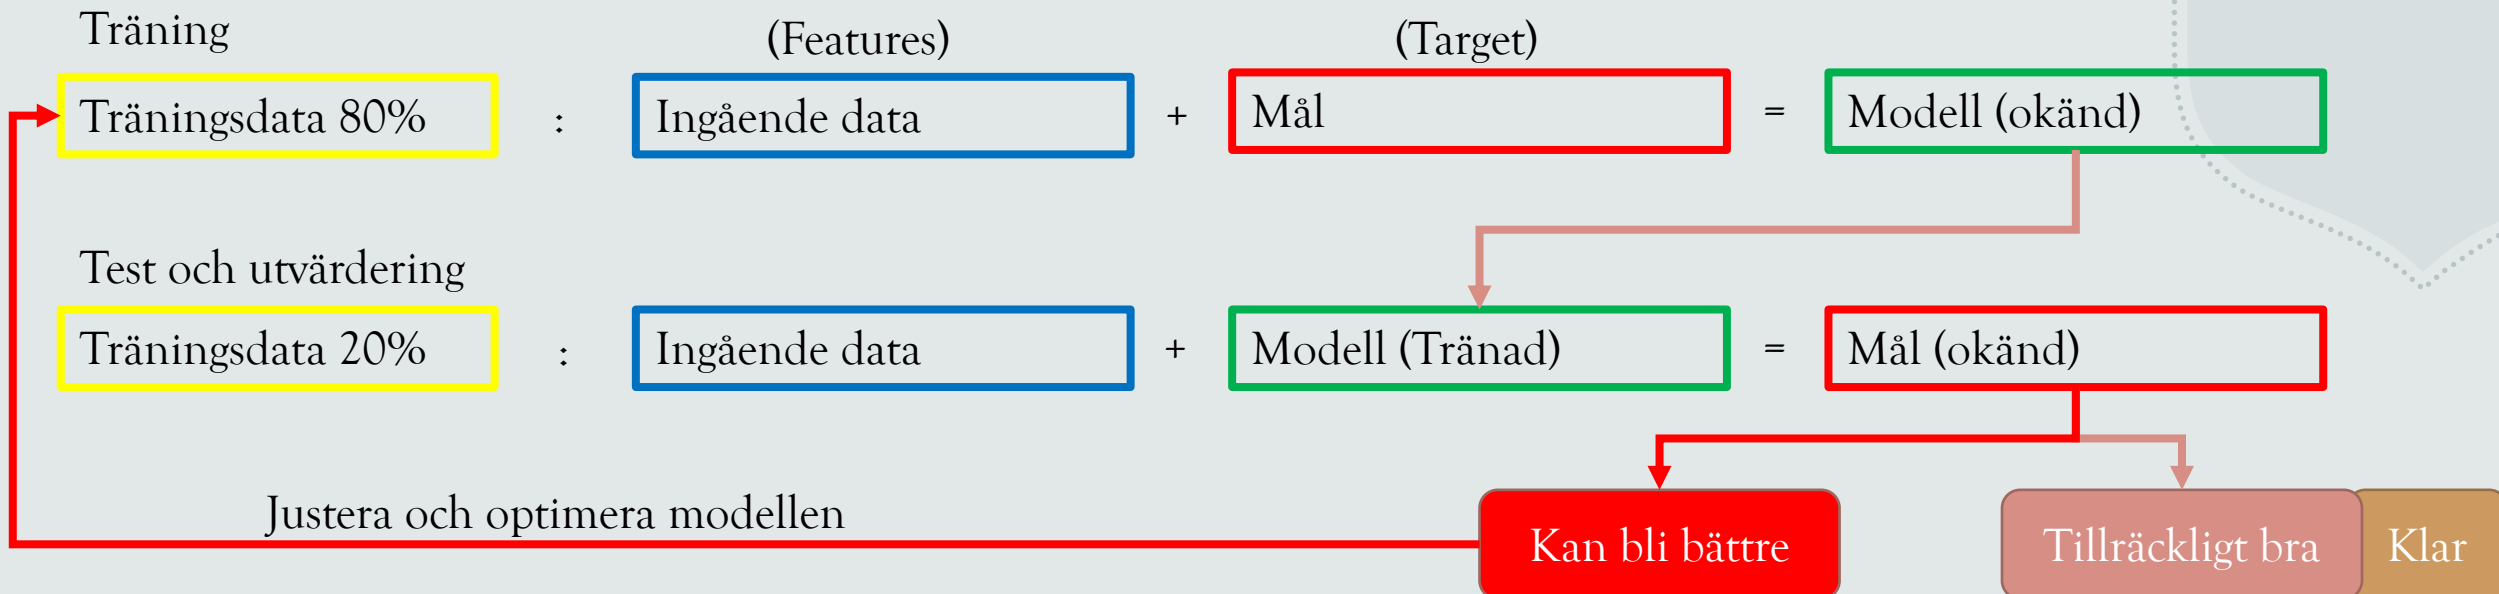 Träning
(Features)
(Target)
Träningsdata 80% : Ingående data + Mål = Modell (okänd)
Test och utvärdering
Träningsdata 20% : Ingående data + Modell (Tränad) = Mål (okänd)
Justera och optimera modellen
Kan bli bättre
Tillräckligt bra
Klar